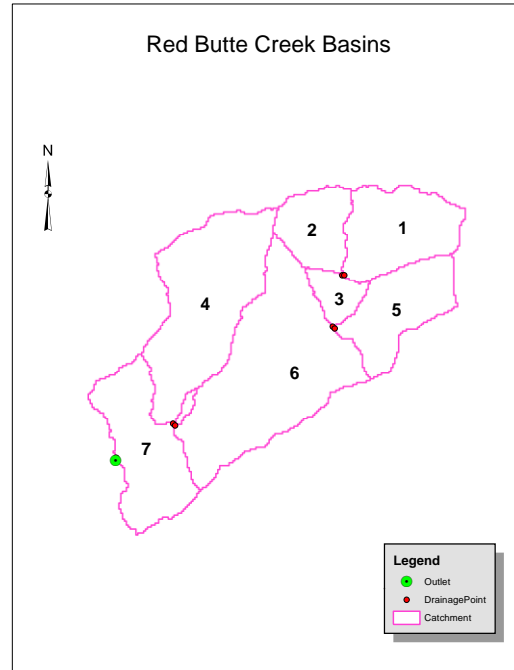 Red Butte Creek Basins
N
2
1
3
5
4
6
7
Legend
Outlet
DrainagePoint
Catchment